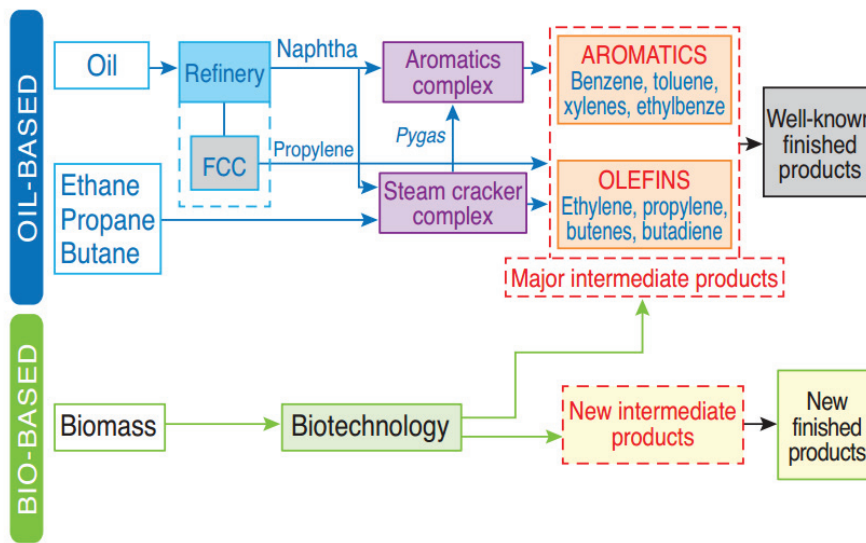 OIL-BASED
Oil
Refinery
Naphtha
Aromatics
complex
AROMATICS
Benzene, toluene,
xylenes, ethylbenze
Well-known
finished
products
Pygas
FCC
Propylene
Ethane
Propane
Butane
Steam cracker
complex
OLEFINS
Ethylene, propylene,
butenes, butadiene
Major intermediate products
BIO-BASED
Biomass
Biotechnology
New intermediate
products
New
finished
products